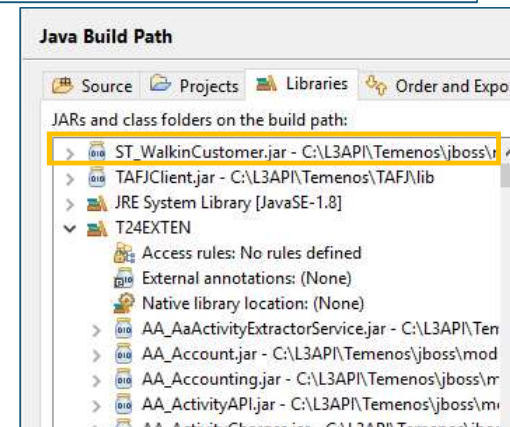 Java Build Path
Source Projects Libraries Order and Expo
JARs and class folders on the build path:
ST_WalkinCustomer.jar - C:\L3API\Temenos\jboss\
TAFJClient.jar - C:\L3API\Temenos\TAFJ\lib
JRE System Library [JavaSE-1.8]
T24EXTEN
Access rules: No rules defined
External annotations: (None)
Native library location: (None)
AA_AaActivityExtractorService.jar - C:\L3API\Tem
AA_Account.jar - C:\L3API\Temenos\jboss\mod
AA_Accounting.jar - C:\L3API\Temenos\jboss\m
AA_ActivityAPI.jar - C:\L3API\Temenos\jboss\m